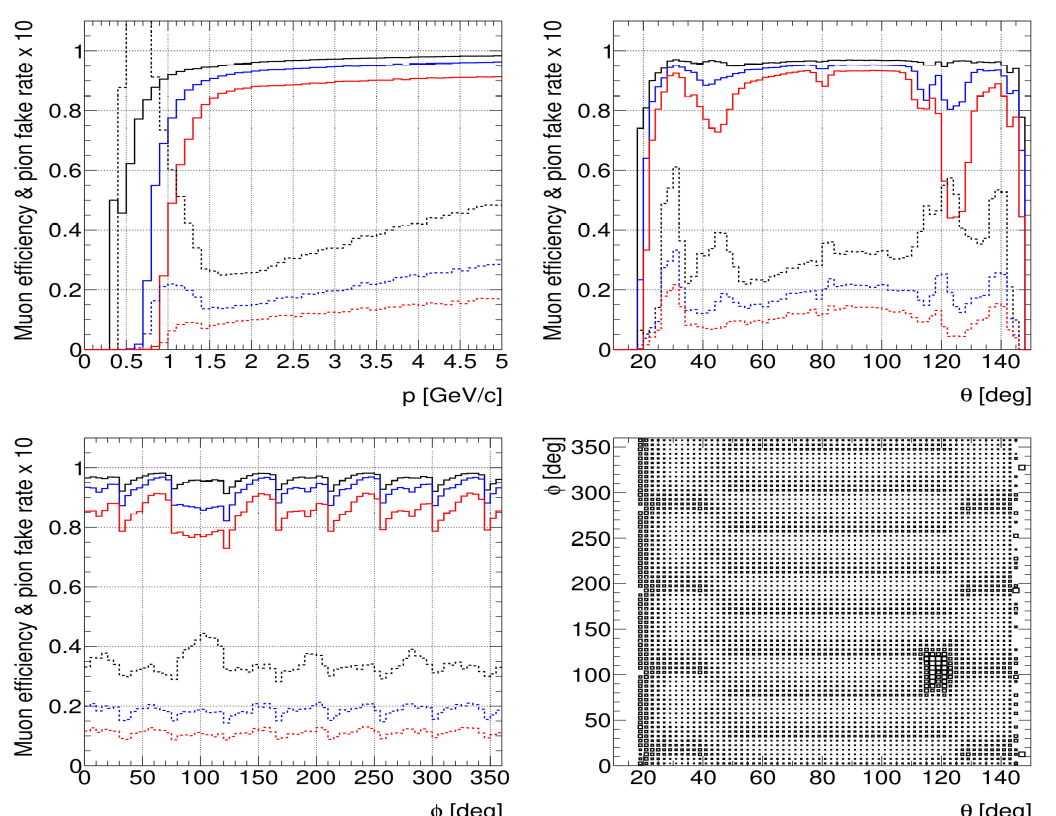 Muon efficiency & pion fake rate x 10
1
0.8
0.6
0.4
0.2
0
0 0.5 1 1.5 2 2.5 3 3.5 4 4.5 5
p [GeV/c]
Muon efficiency & pion fake rate x 10
1
0.8
0.6
0.4
0.2
0
20 40 60 80 100 120 140
θ [deg]
Muon efficiency & pion fake rate x 10
1
0.8
0.6
0.4
0.2
0
0 50 100 150 200 250 300 350
ϕ [deg]
ϕ [deg]
350
300
250
200
150
100
50
0
20 40 60 80 100 120 140
θ [deg]